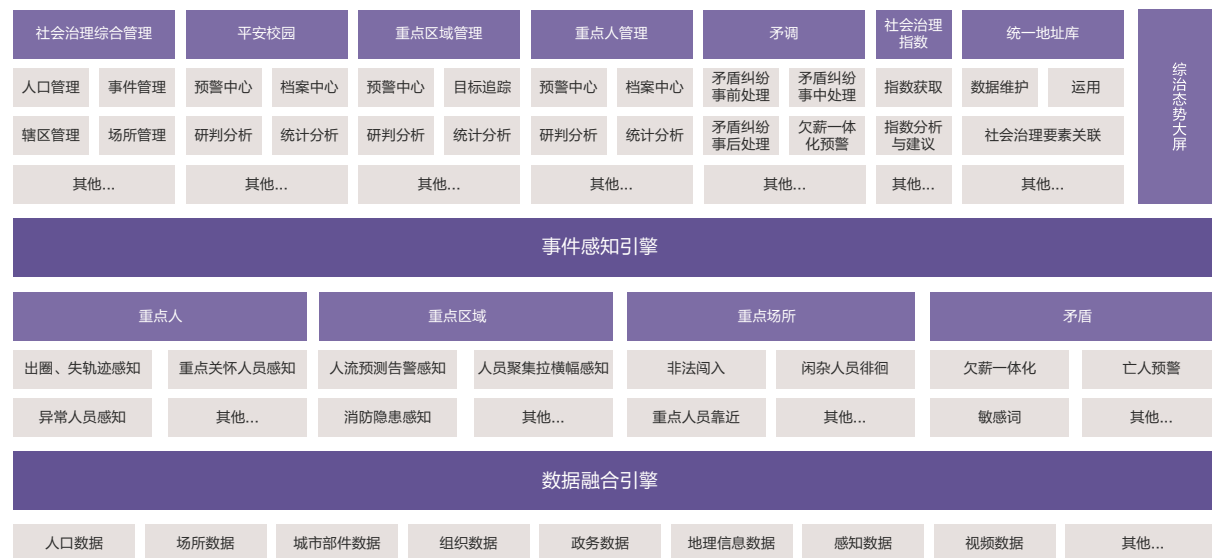 社会治理综合管理
平安校园
重点区域管理
重点人管理
矛调
社会治理
指数
统一地址库
综治态势大屏
人口管理
事件管理
预警中心
档案中心
预警中心
目标追踪
预警中心
档案中心
矛盾纠纷
事前处理
矛盾纠纷
事中处理
指数获取
数据维护
运用
辖区管理
场所管理
研判分析
统计分析
研判分析
统计分析
研判分析
统计分析
矛盾纠纷
事后处理
欠薪一体
化预警
指数分析
与建议
社会治理要素关联
其他...
其他...
其他...
其他...
其他...
其他...
其他...
事件感知引擎
重点人
重点区域
重点场所
矛盾
出圈、失轨迹感知
重点关怀人员感知
人流预测告警感知
人员聚集拉横幅感知
非法闯入
闲杂人员徘徊
欠薪一体化
亡人预警
异常人员感知
其他...
消防隐患感知
其他...
重点人员靠近
其他...
敏感词
其他...
数据融合引擎
人口数据
场所数据
城市部件数据
组织数据
政务数据
地理信息数据
感知数据
视频数据
其他...